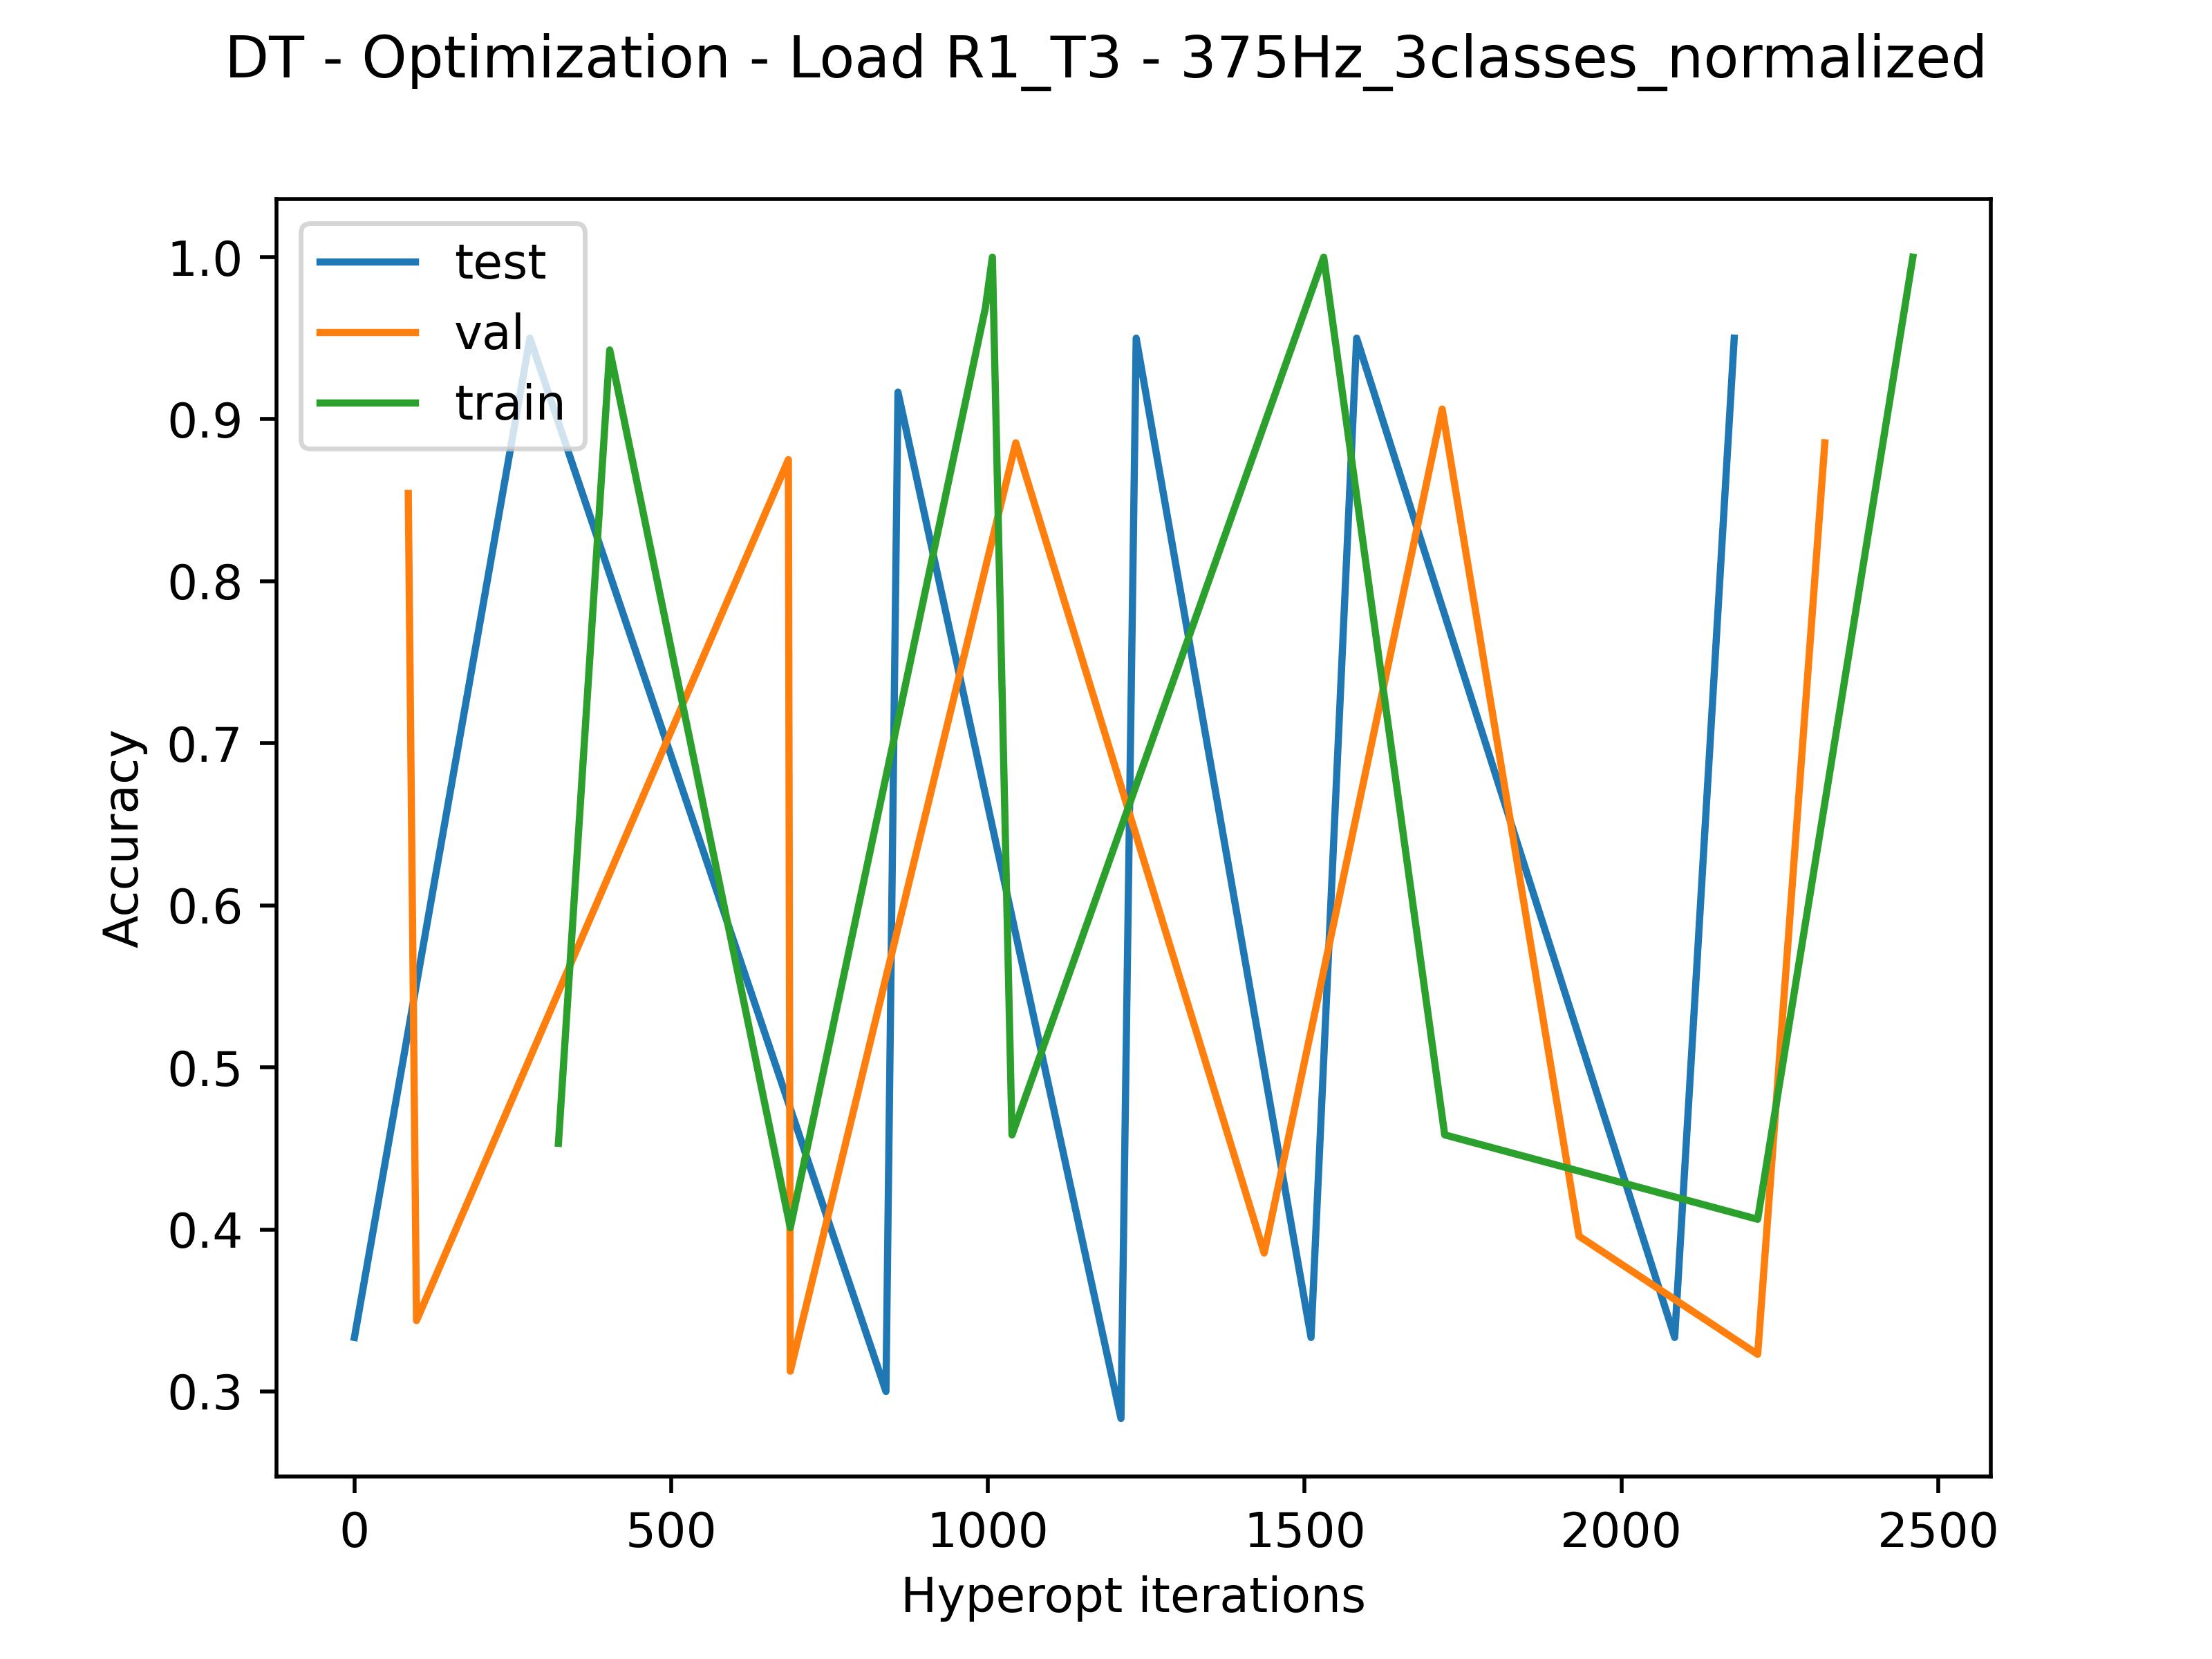 DT - Optimization - Load R1_T3 - 375Hz_3classes_normalized
test
val
train
1.0
0.9
0.8
0.7
0.6
0.5
0.4
0.3
Accuracy
0 500 1000 1500 2000 2500
Hyperopt iterations